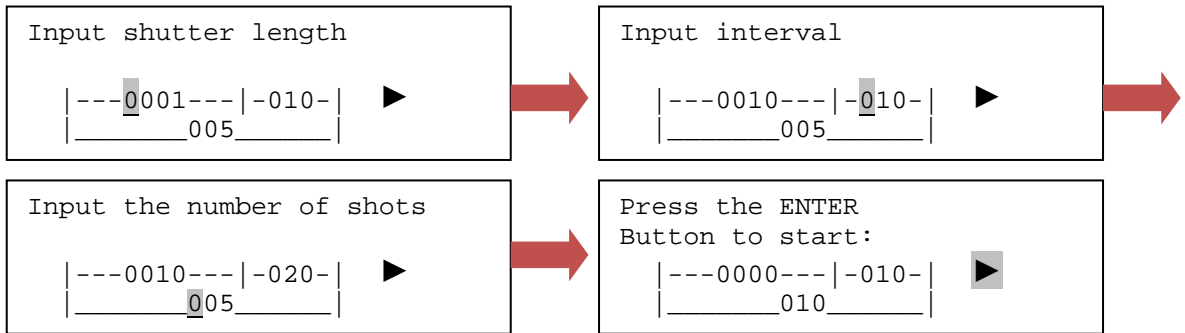 Input shutter length
|---0001---|-010-| ►
|_______005______|
Input interval
|---0010---|-010-| ►
|_______005______|
Input the number of shots
|---0010---|-020-| ►
|_______005______|
Press the ENTER
Button to start:
|---0000---|-010-| ►
|_______010______|